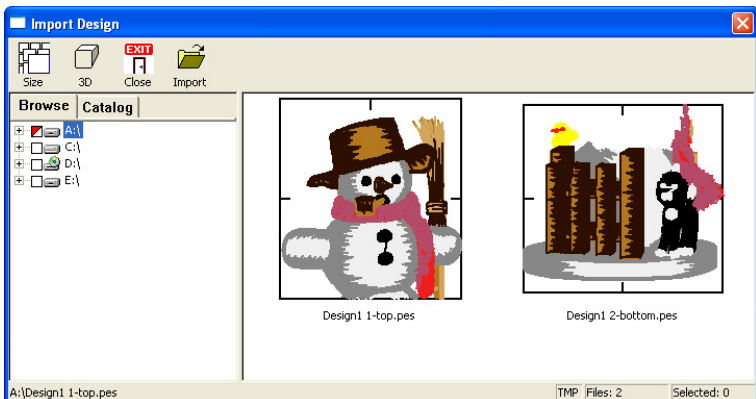 Import Design
Size
3D
EXIT
Close
Import
Browse
Catalog
A:\
C:\
D:\
E:\
Design1 1-top.pes
Design1 2-bottom.pes
A:\Design1 1-top.pes
TMP
Files: 2
Selected: 0